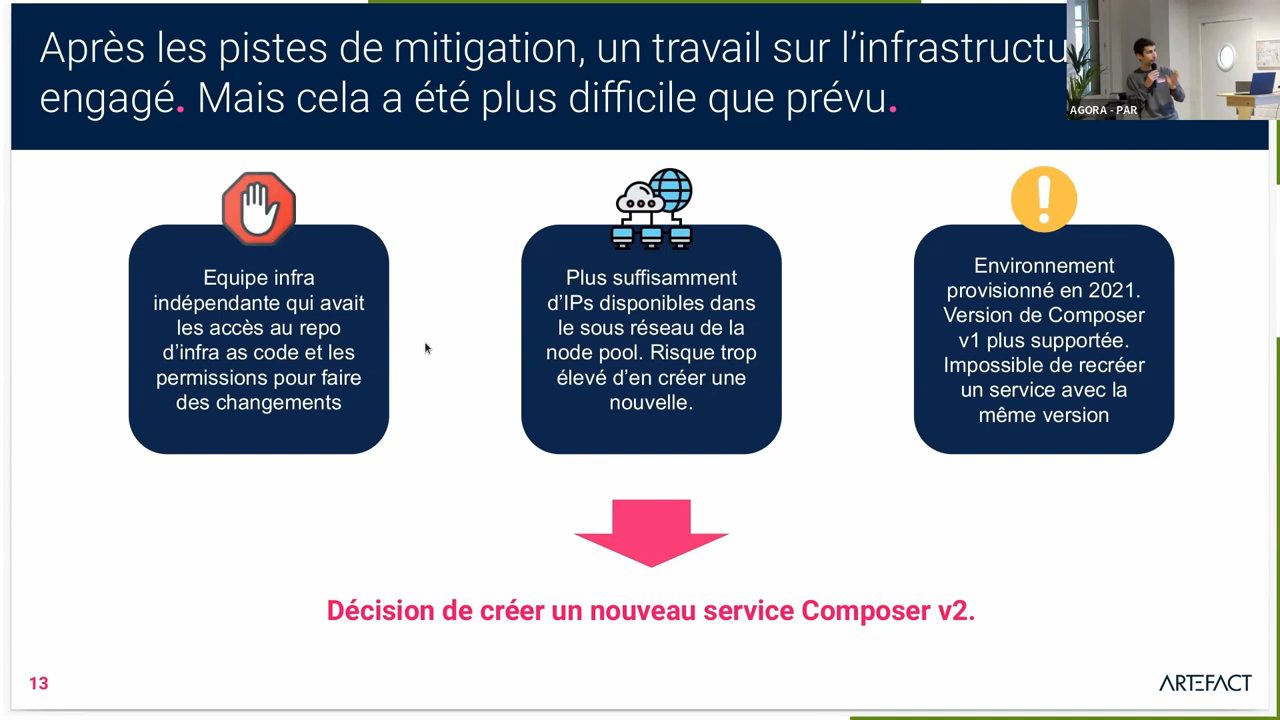 Après les pistes de mitigation, un travail sur l'infrastructu
engagé. Mais cela a été plus difficile que prévu.
AGORA - PAR
Equipe infra
indépendante qui avait
les accès au repo
d'infra as code et les
permissions pour faire
des changements
Plus suffisamment
d'IPs disponibles dans
le sous réseau de la
node pool. Risque trop
élevé d'en créer une
nouvelle.
Environnement
provisionné en 2021.
Version de Composer
v1 plus supportée.
Impossible de recréer
un service avec la
même version
Décision de créer un nouveau service Composer v2.
13
ARTEFACT